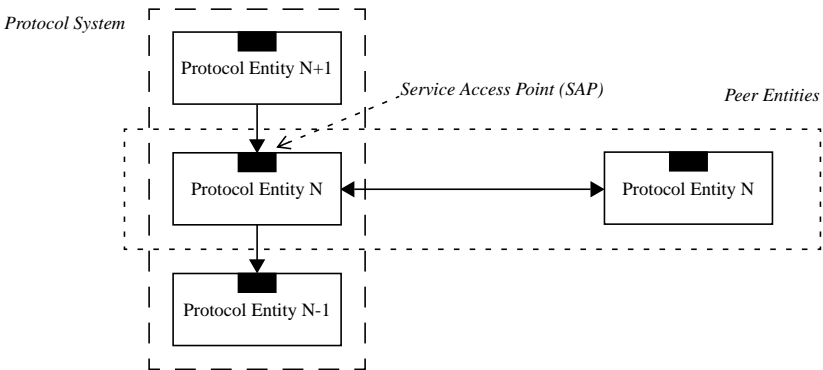 Protocol System
Protocol Entity N+1
Service Access Point (SAP)
Peer Entities
Protocol Entity N
Protocol Entity N
Protocol Entity N-1